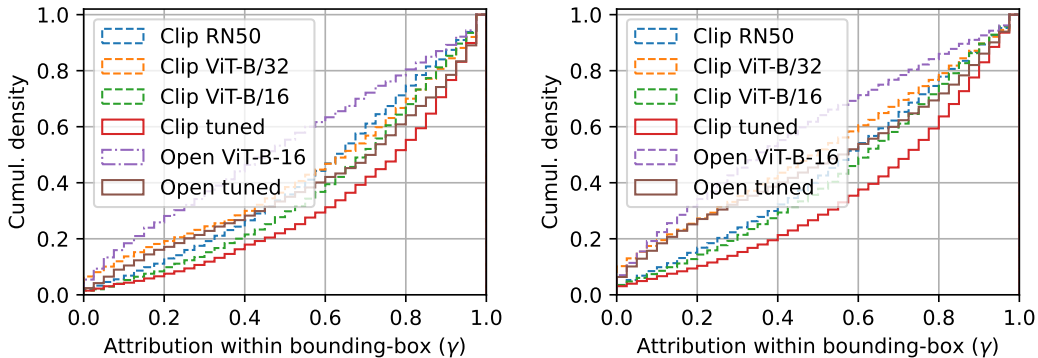 Cumul. density
1.0
0.8
0.6
0.4
0.2
0.0
Clip RN50
Clip ViT-B/32
Clip ViT-B/16
Clip tuned
Open ViT-B-16
Open tuned
0.0 0.2 0.4 0.6 0.8 1.0
Attribution within bounding-box (γ)
Cumul. density
1.0
0.8
0.6
0.4
0.2
0.0
Clip RN50
Clip ViT-B/32
Clip ViT-B/16
Clip tuned
Open ViT-B-16
Open tuned
0.0 0.2 0.4 0.6 0.8 1.0
Attribution within bounding-box (γ)